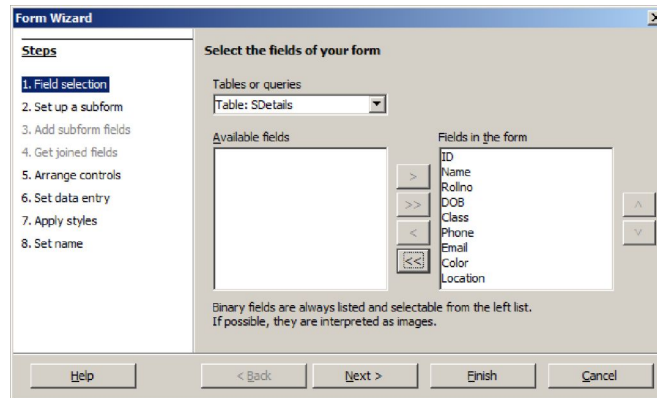 Form Wizard
Steps
1. Field selection
2. Set up a subform
3. Add subform fields
4. Get joined fields
5. Arrange controls
6. Set data entry
7. Apply styles
8. Set name
Select the fields of your form
Tables or queries
Table: SDetails
Available fields
>
>>
<
<<
Fields in the form
ID
Name
Rollno
DOB
Class
Phone
Email
Color
Location
Binary fields are always listed and selectable from the left list.
If possible, they are interpreted as images.
Help
< Back
Next >
Finish
Cancel